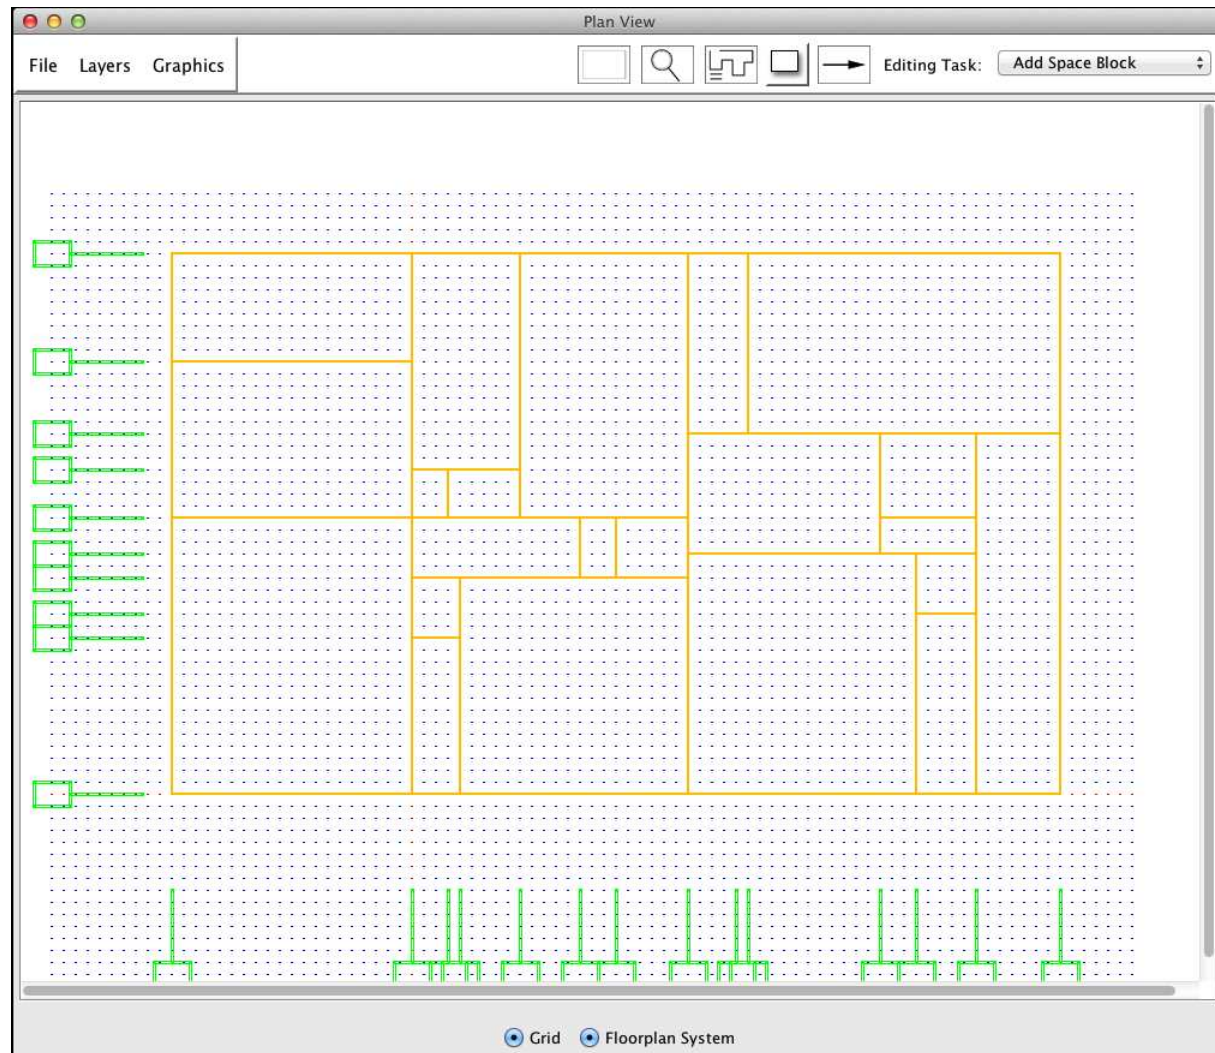 Plan View
File Layers Graphics Editing Task: Add Space Block
Grid Floorplan System